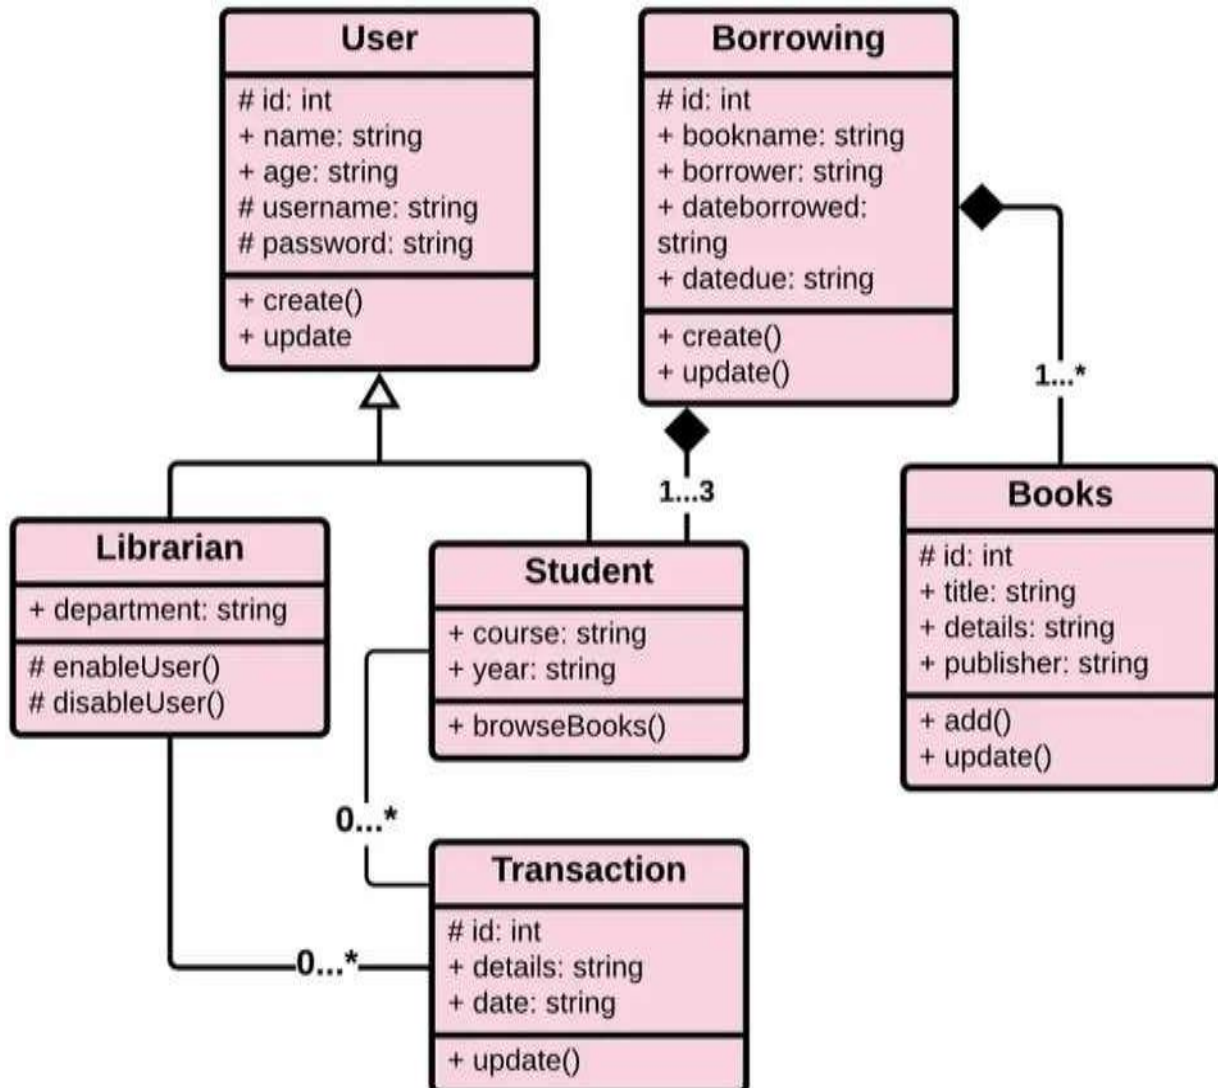 User
# id: int
+ name: string
+ age: string
# username: string
# password: string
+ create()
+ update
Borrowing
# id: int
+ bookname: string
+ borrower: string
+ dateborrowed:
string
+ datedue: string
+ create()
+ update()
1...*
1...3
Librarian
+ department: string
# enableUser()
# disableUser()
Student
+ course: string
+ year: string
+ browseBooks()
Books
# id: int
+ title: string
+ details: string
+ publisher: string
+ add()
+ update()
0...*
0...*
Transaction
# id: int
+ details: string
+ date: string
+ update()